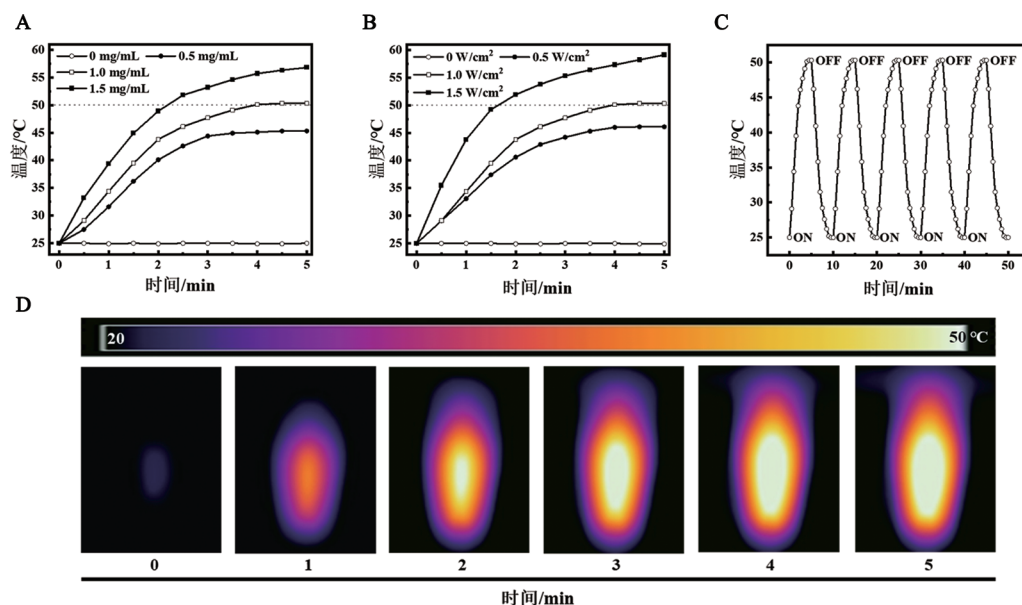 A
B
C
0 mg/mL 0.5 mg/mL
1.0 mg/mL
1.5 mg/mL
60
55
50
45
40
35
30
25
温度/℃
0 1 2 3 4 5
时间/min
0 W/cm² 0.5 W/cm²
1.0 W/cm²
1.5 W/cm²
60
55
50
45
40
35
30
25
温度/℃
0 1 2 3 4 5
时间/min
OFF OFF OFF OFF OFF
50
45
40
35
30
25
温度/℃
ON ON ON ON ON
0 10 20 30 40 50
时间/min
D
20 50 ℃
0 1 2 3 4 5
时间/min